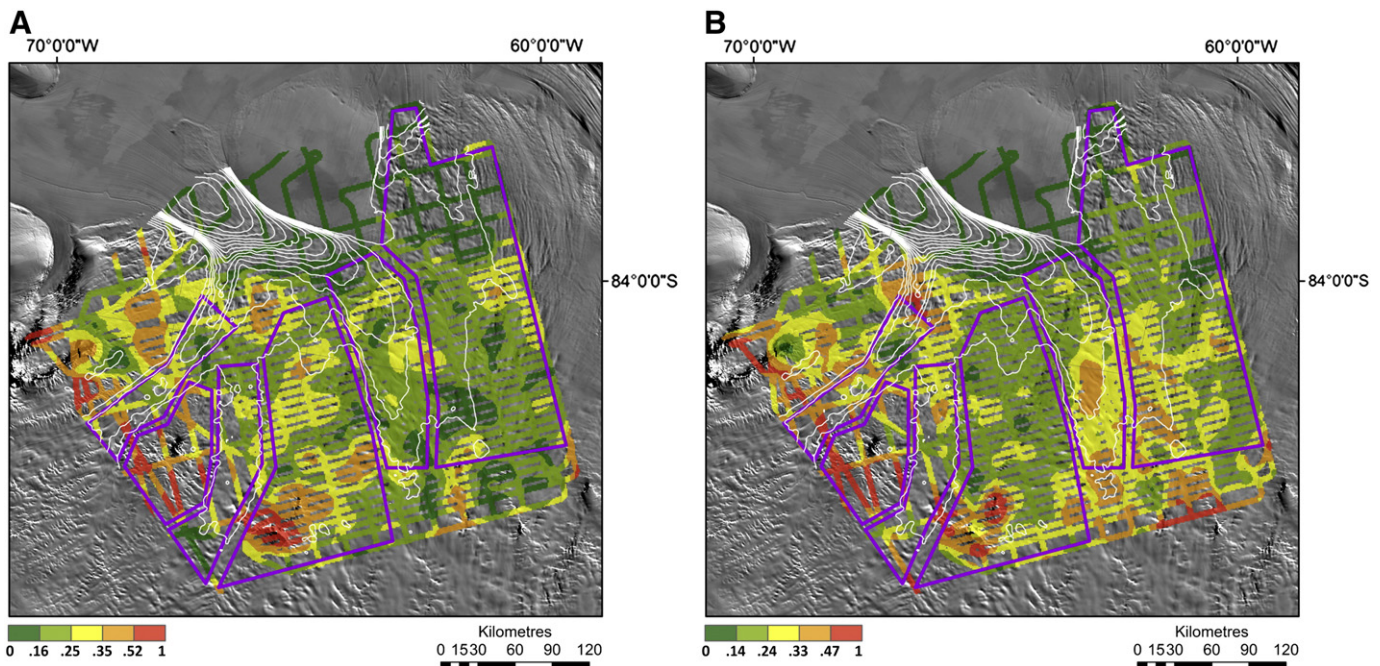 A
B
70°0'0"W
60°0'0"W
70°0'0"W
60°0'0"W
84°0'0"S
84°0'0"S
0 .16 .25 .35 .52 1
Kilometres
0 15 30 60 90 120
0 .14 .24 .33 .47 1
Kilometres
0 15 30 60 90 120